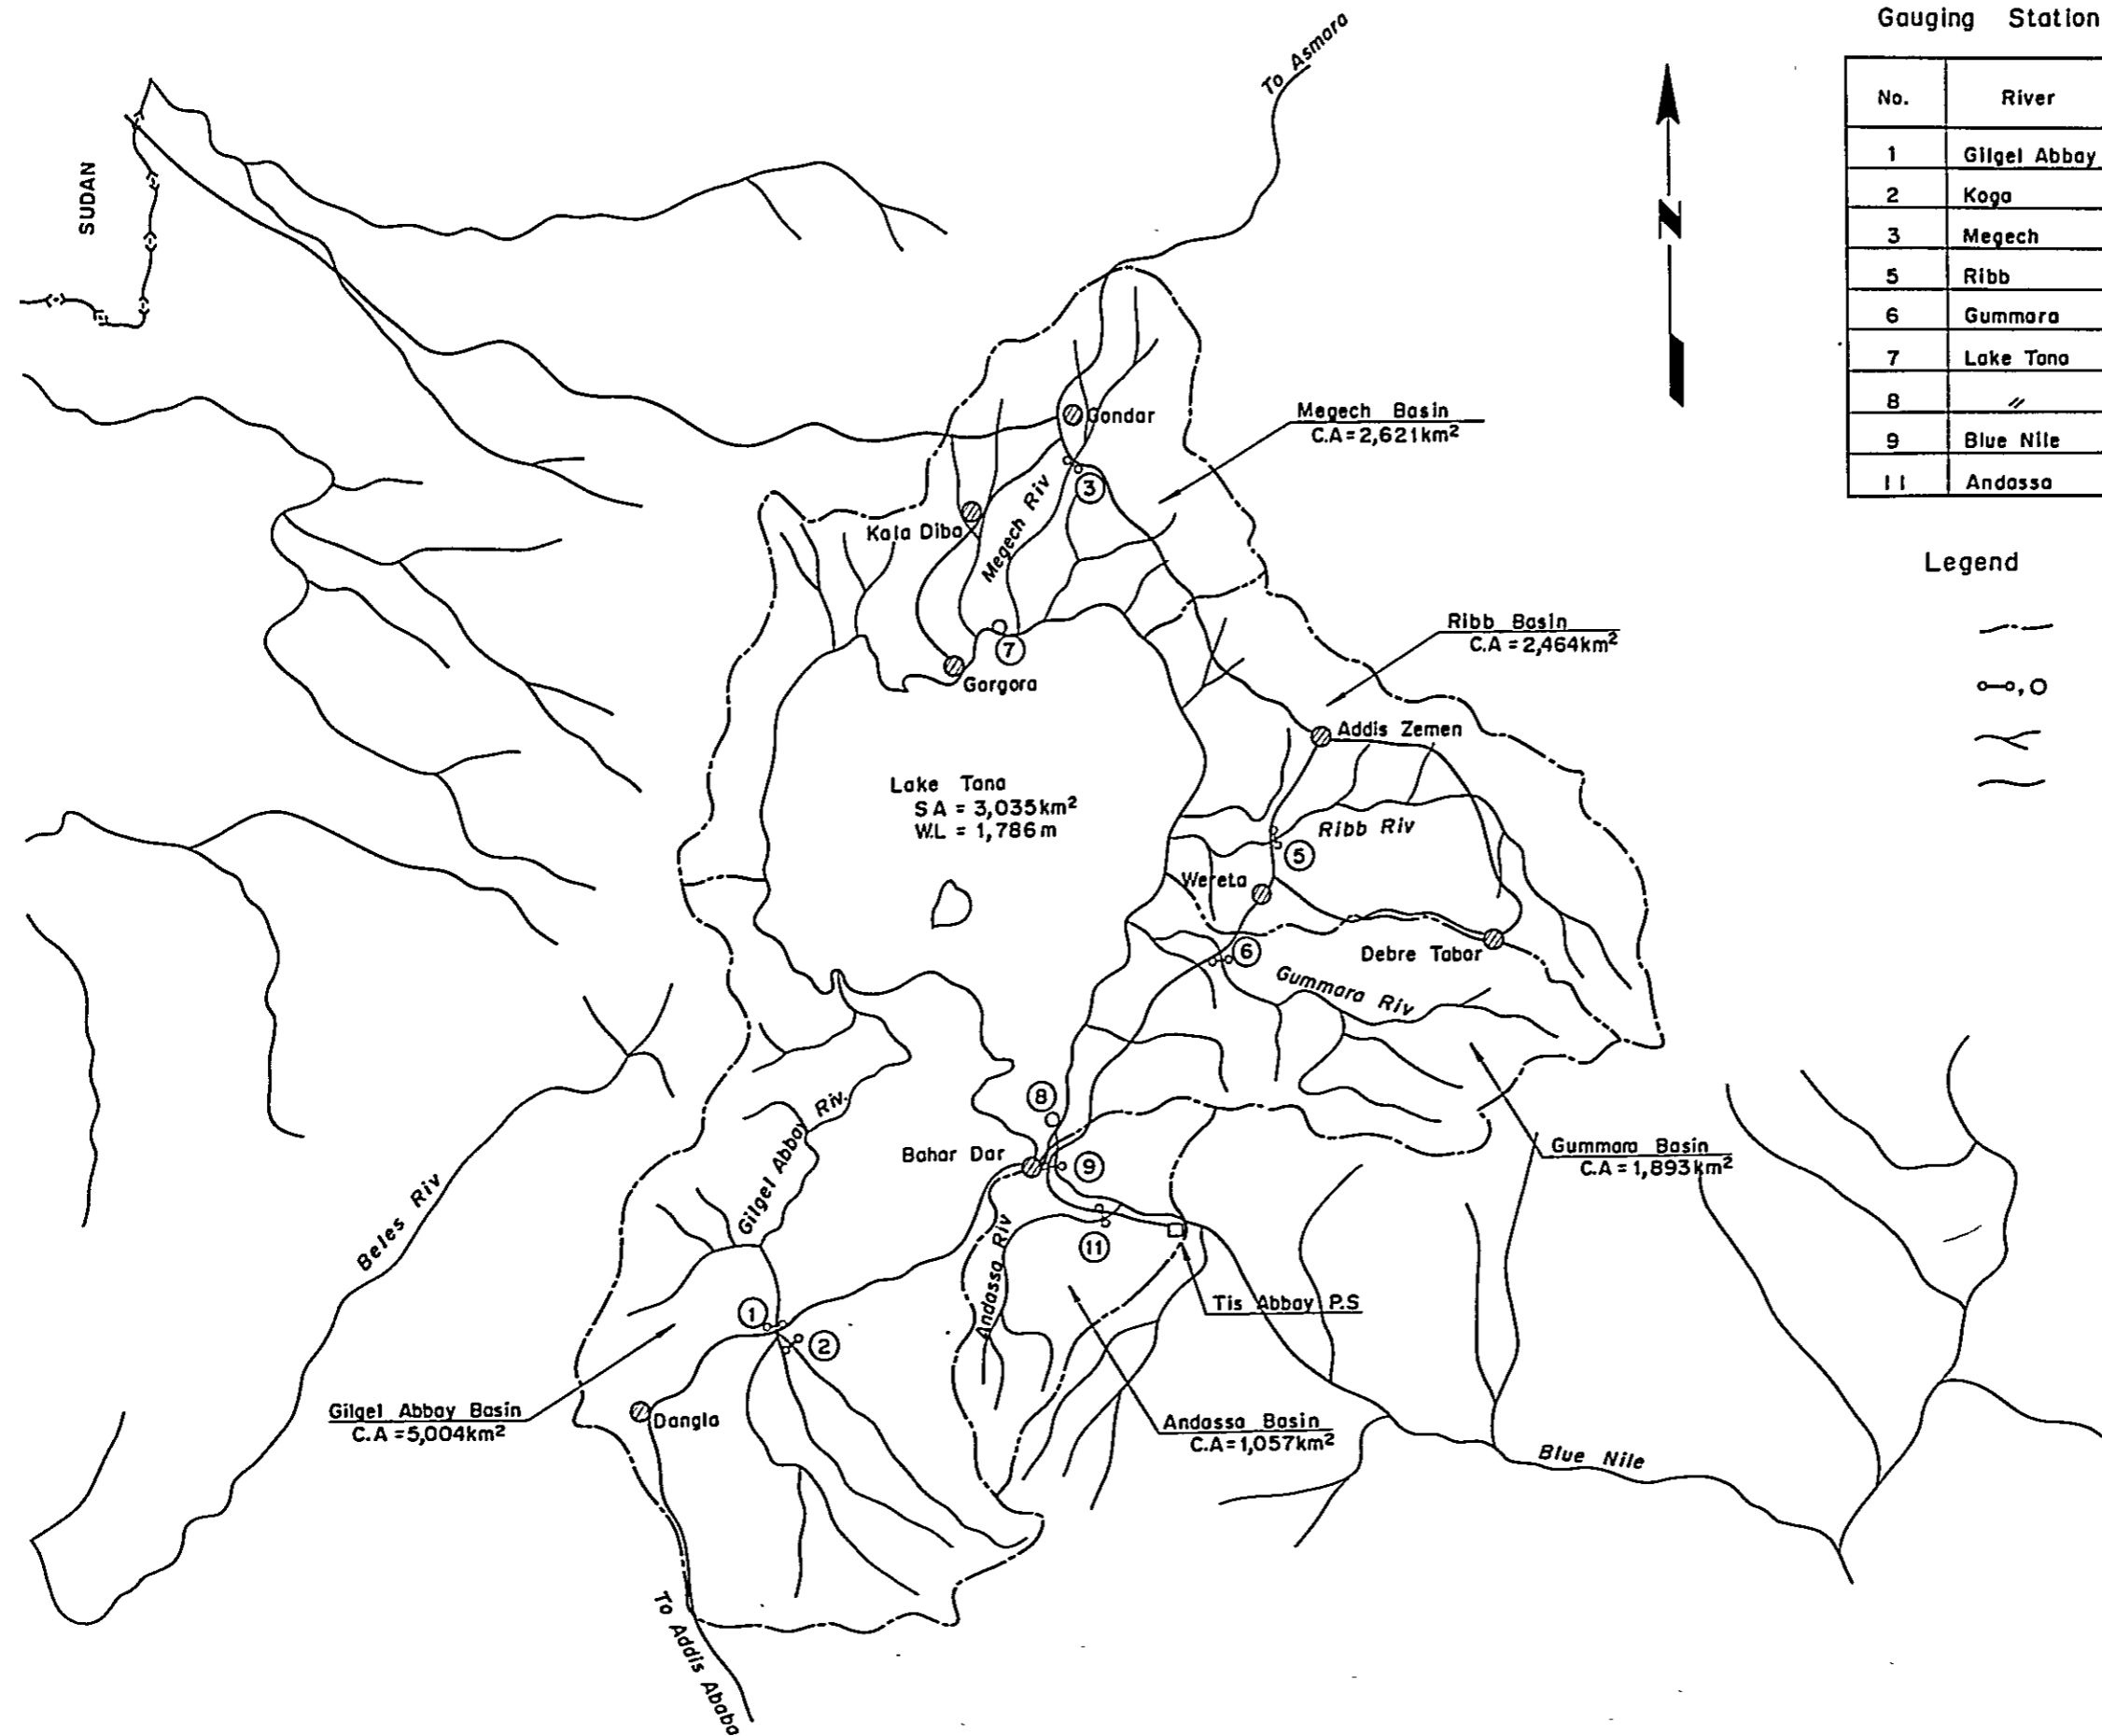 Gauging Station
No. River
1 Gilgel Abbay
2 Koga
3 Megech
5 Ribb
6 Gummara
7 Lake Tana
8 〃
9 Blue Nile
11 Andassa
Legend
To Asmara
SUDAN
N
Gondar
Megech Basin
C.A=2,621km²
3
Kola Diba
Megech Riv
7
Gorgora
Ribb Basin
C.A = 2,464km²
Addis Zemen
Lake Tana
S A = 3,035km²
W.L = 1,786m
Ribb Riv
5
Wereta
6
Debre Tabor
Gummara Riv
8
Bahar Dar
9
Gummara Basin
C.A = 1,893km²
Gilgel Abbay Riv.
Beles Riv
Andassa Riv
11
Tis Abbay P.S
1
2
Gilgel Abbay Basin
C.A =5,004km²
Dangla
Andassa Basin
C.A=1,057km²
Blue Nile
To Addis Ababa